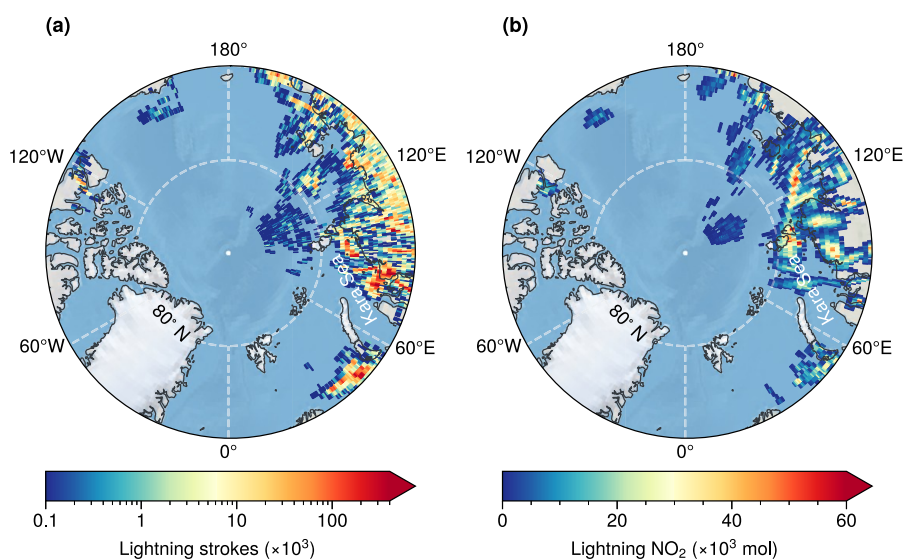 (a)
180°
120°W
120°E
Kara Sea
80° N
60°W
60°E
0°
0.1 1 10 100
Lightning strokes (×10³)
(b)
180°
120°W
120°E
Kara Sea
80° N
60°W
60°E
0°
0 20 40 60
Lightning NO₂ (×10³ mol)